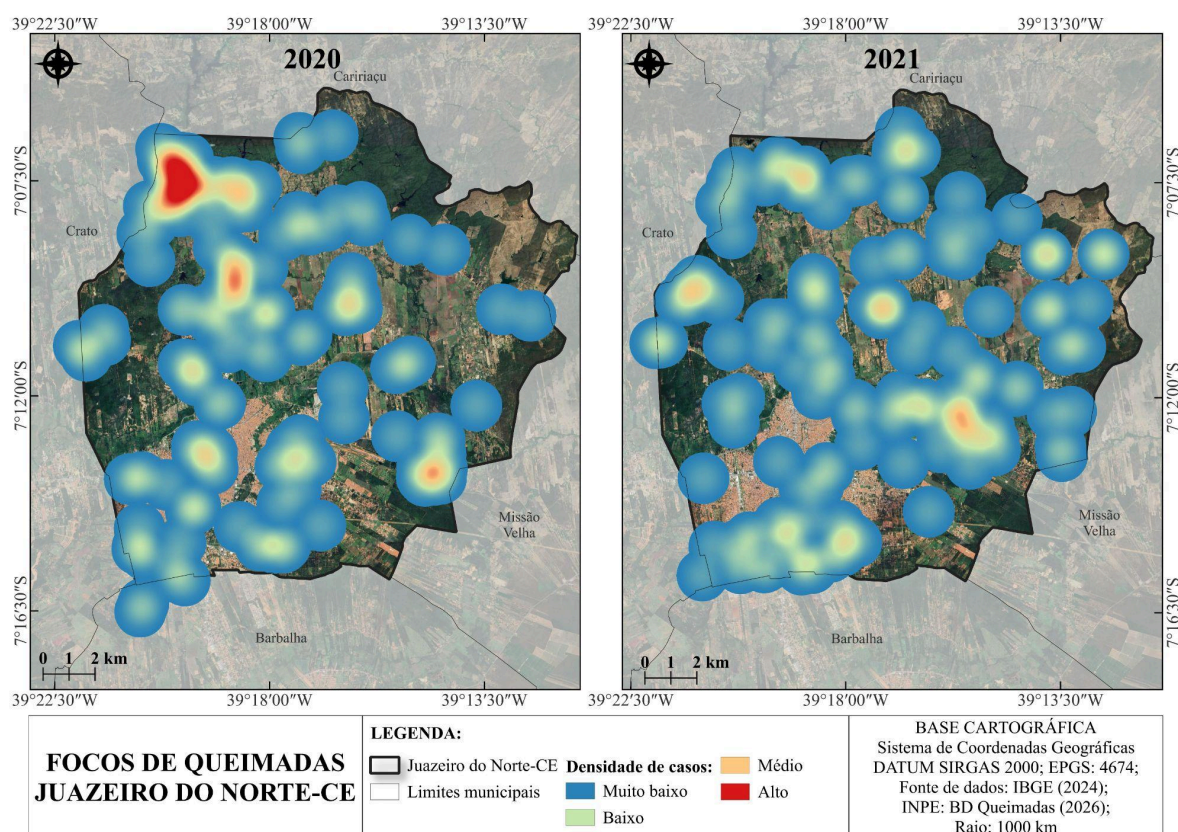 39°22'30"W 39°18'00"W 39°13'30"W
39°22'30"W 39°18'00"W 39°13'30"W
2020
Caririaçu
7°07'30"S
Crato
7°12'00"S
Missão
Velha
7°16'30"S
Barbalha
0 1 2 km
39°22'30"W 39°18'00"W 39°13'30"W
2021
Caririaçu
7°07'30"S
Crato
7°12'00"S
Missão
Velha
7°16'30"S
Barbalha
0 1 2 km
39°22'30"W 39°18'00"W 39°13'30"W
FOCOS DE QUEIMADAS
JUAZEIRO DO NORTE-CE
LEGENDA:
Juazeiro do Norte-CE
Limites municipais
Densidade de casos:
Muito baixo
Baixo
Médio
Alto
BASE CARTOGRÁFICA
Sistema de Coordenadas Geográficas
DATUM SIRGAS 2000; EPGS: 4674;
Fonte de dados: IBGE (2024);
INPE: BD Queimadas (2026);
Raio: 1000 km